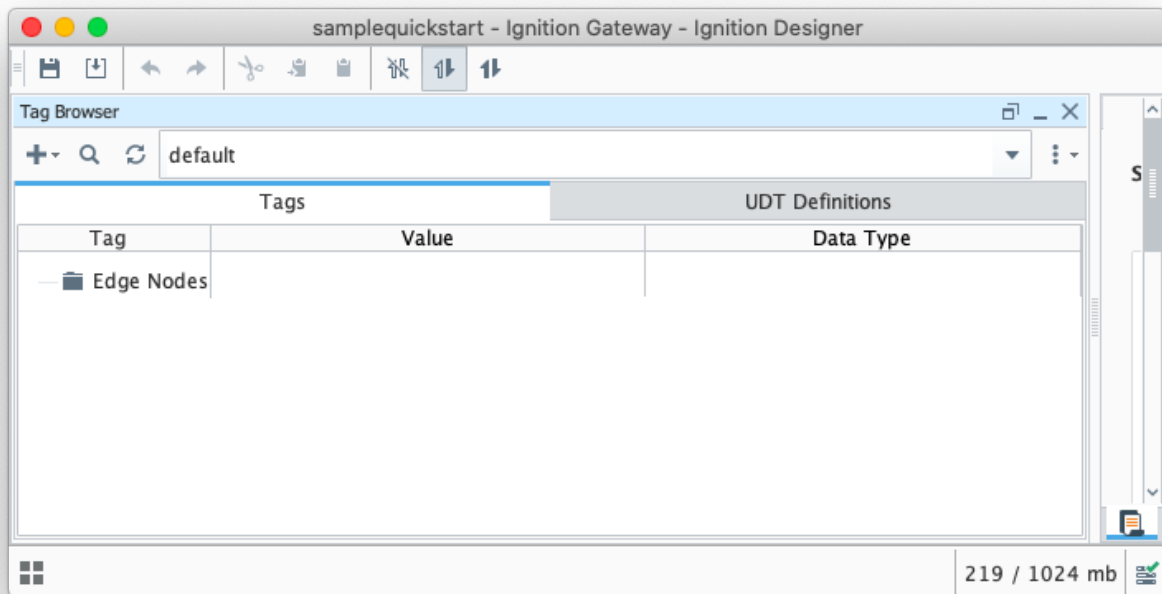 samplequickstart - Ignition Gateway - Ignition Designer
Tag Browser
default
S
Tags UDT Definitions
Tag Value Data Type
Edge Nodes
219 / 1024 mb